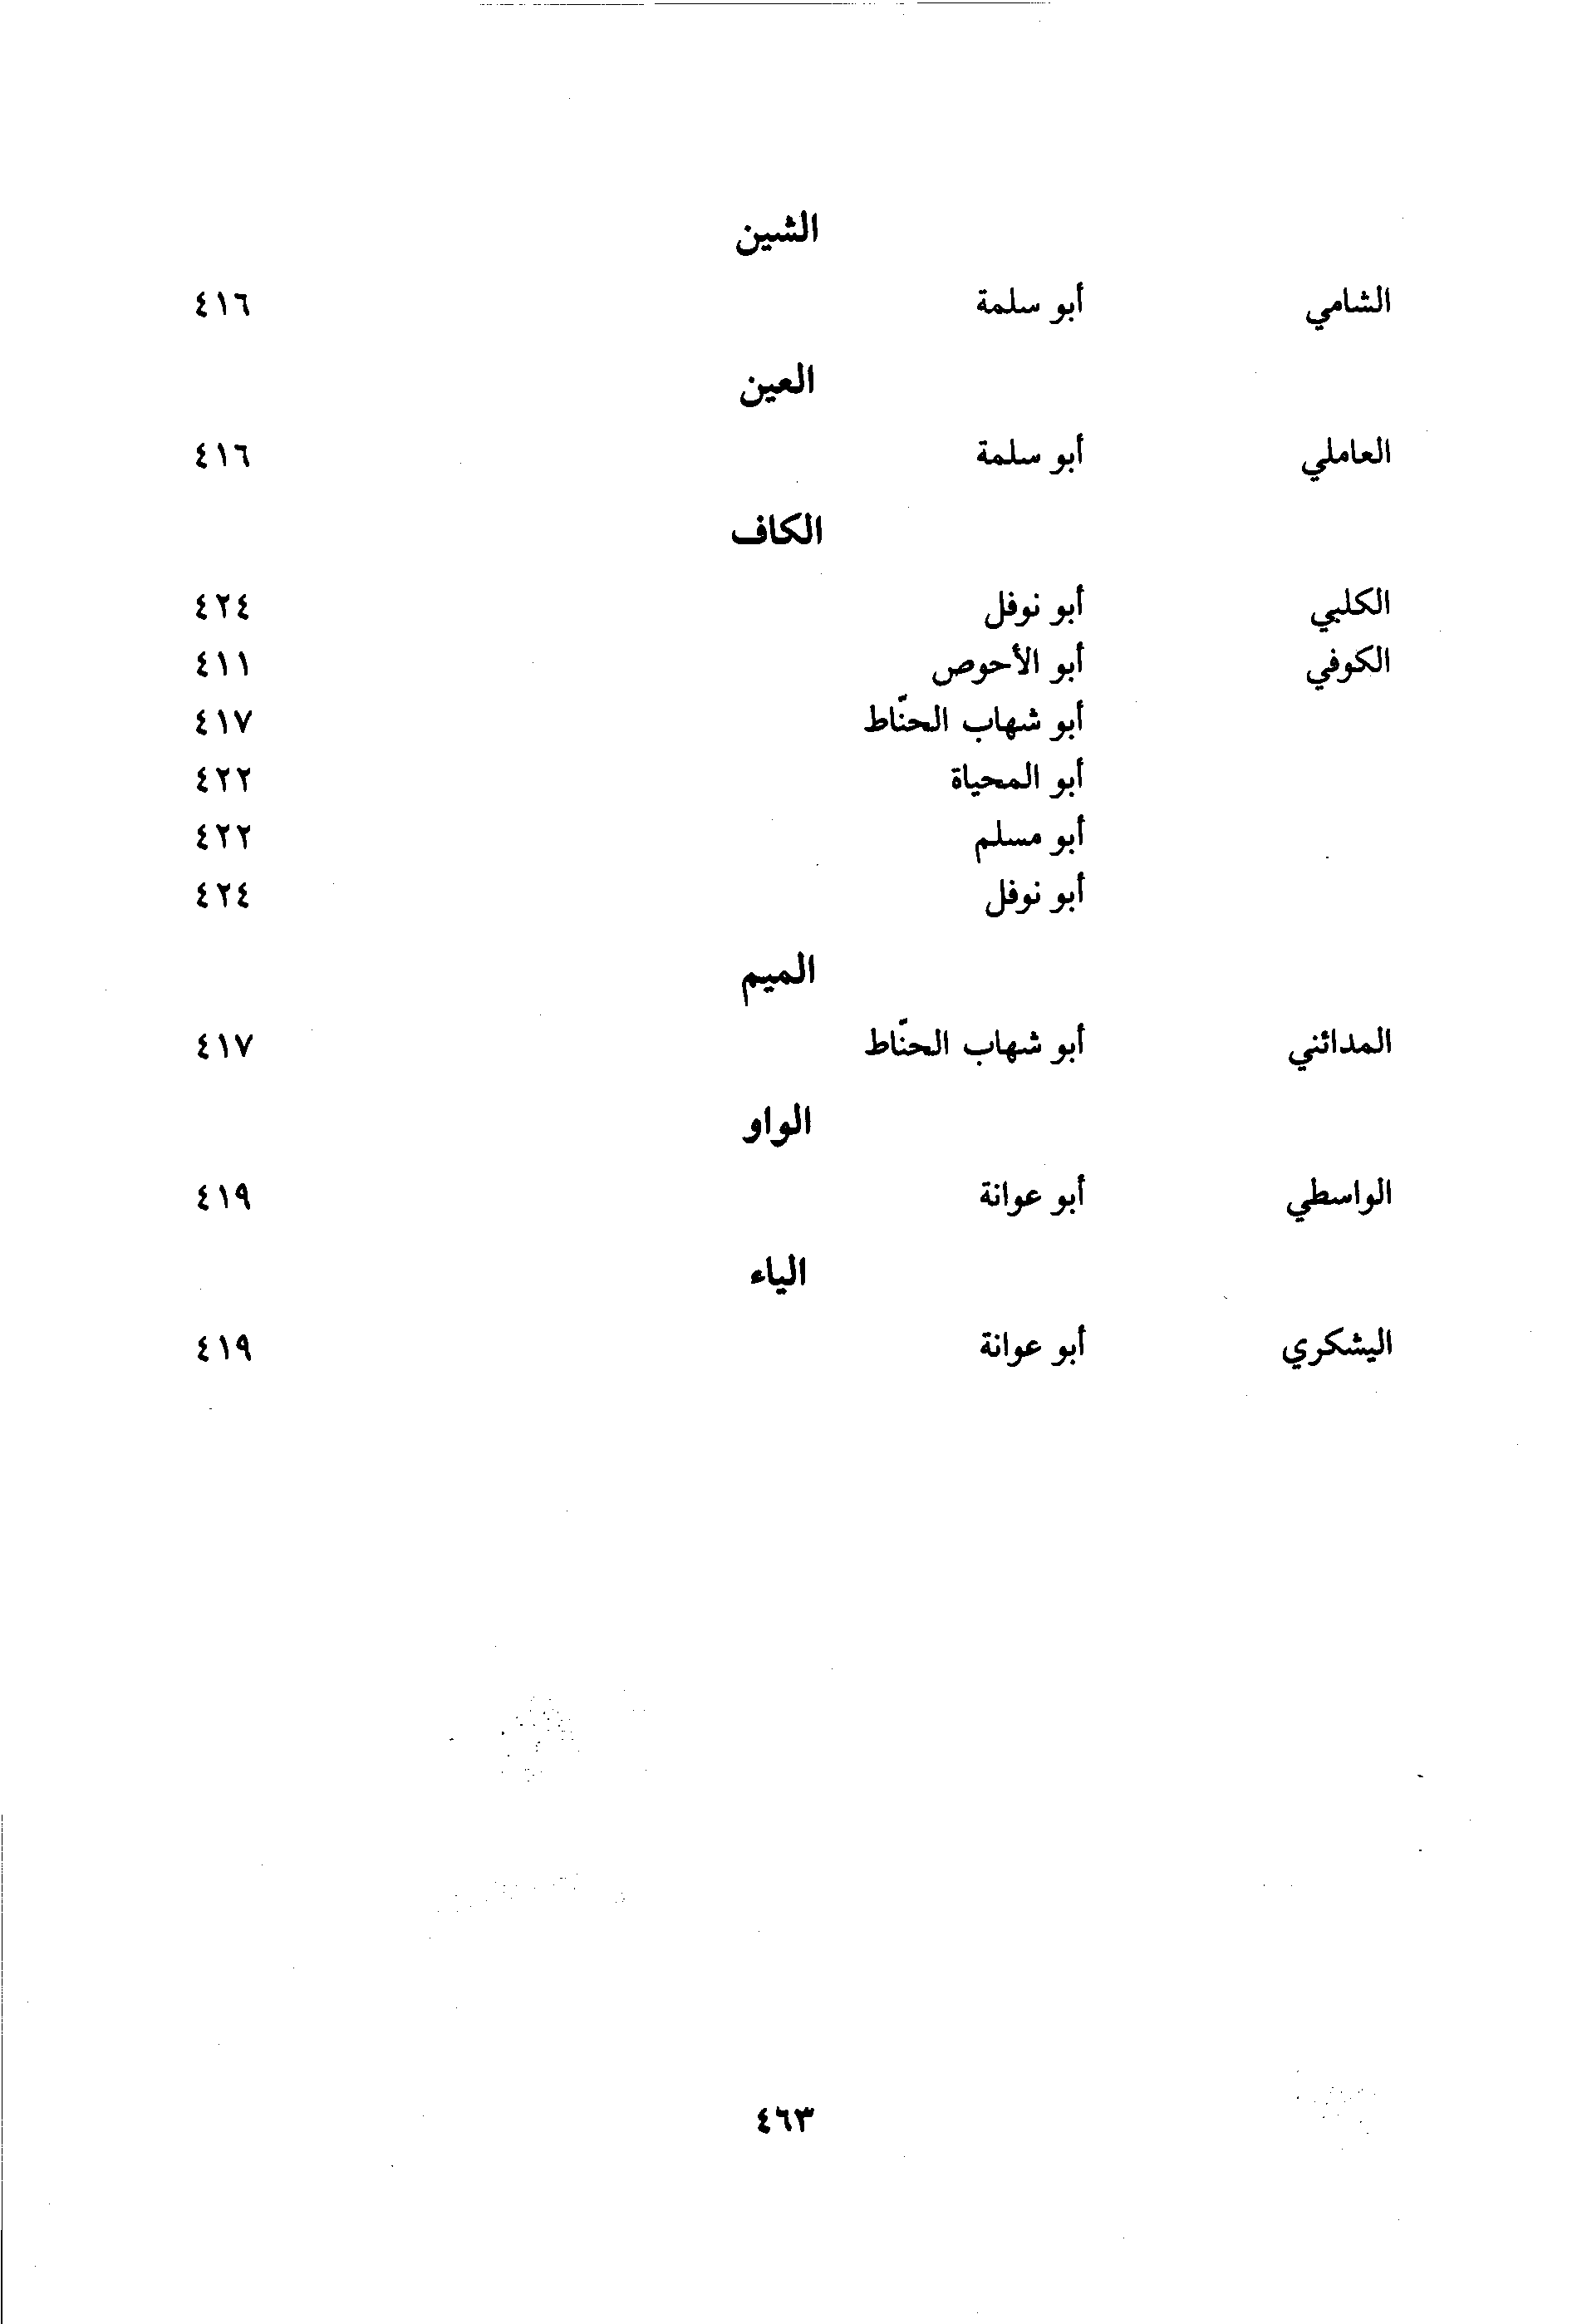 الشين
الشامي أبو سلمة ٤١٦
العين
العاملي أبو سلمة ٤١٦
الكاف
الكلبي أبو نوفل ٤٢٤
الكوفي أبو الأحوص ٤١١
أبو شهاب الحنّاط ٤١٧
أبو المحياة ٤٢٢
أبو مسلم ٤٢٢
أبو نوفل ٤٢٤
الميم
المدائني أبو شهاب الحنّاط ٤١٧
الواو
الواسطي أبو عوانة ٤١٩
الياء
اليشكري أبو عوانة ٤١٩
٤٦٣